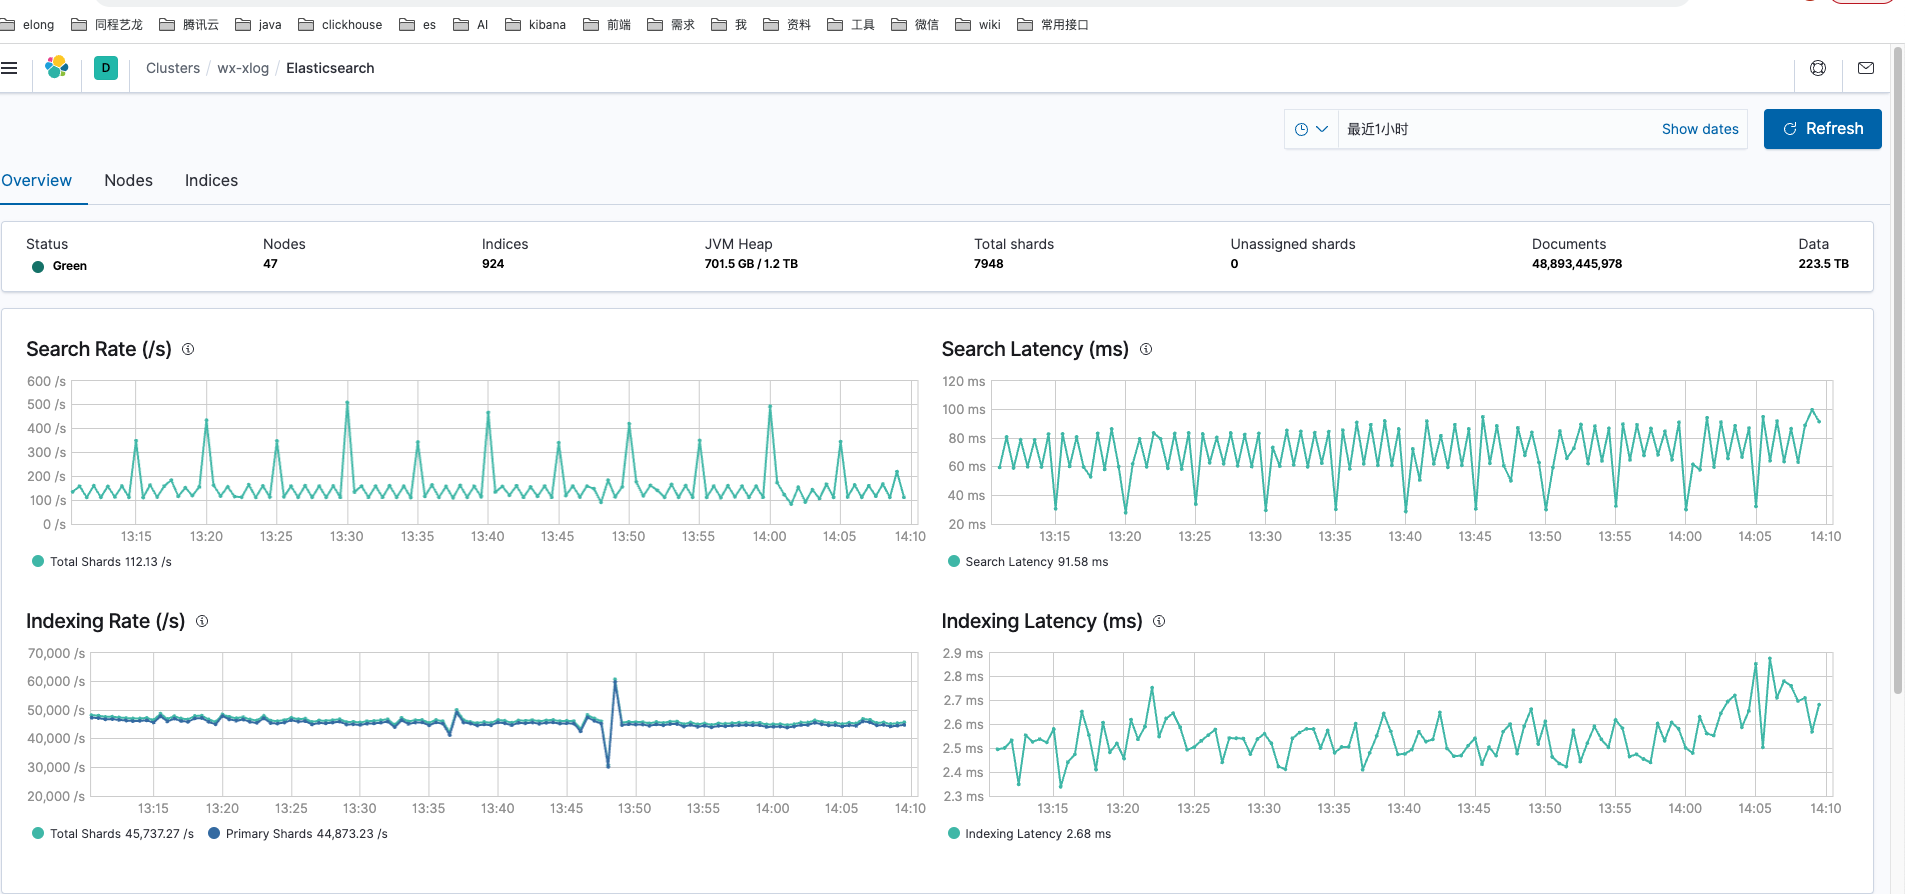 elong 同程艺龙 腾讯云 java clickhouse es AI kibana 前端 需求 我 资料 工具 微信 wiki 常用接口
D Clusters / wx-xlog / Elasticsearch
最近1小时 Show dates Refresh
Overview Nodes Indices
Status Nodes Indices JVM Heap Total shards Unassigned shards Documents Data
Green 47 924 701.5 GB / 1.2 TB 7948 0 48,893,445,978 223.5 TB
Search Rate (/s)
600 /s
500 /s
400 /s
300 /s
200 /s
100 /s
0 /s
13:15 13:20 13:25 13:30 13:35 13:40 13:45 13:50 13:55 14:00 14:05 14:10
Total Shards 112.13 /s
Search Latency (ms)
120 ms
100 ms
80 ms
60 ms
40 ms
20 ms
13:15 13:20 13:25 13:30 13:35 13:40 13:45 13:50 13:55 14:00 14:05 14:10
Search Latency 91.58 ms
Indexing Rate (/s)
70,000 /s
60,000 /s
50,000 /s
40,000 /s
30,000 /s
20,000 /s
13:15 13:20 13:25 13:30 13:35 13:40 13:45 13:50 13:55 14:00 14:05 14:10
Total Shards 45,737.27 /s Primary Shards 44,873.23 /s
Indexing Latency (ms)
2.9 ms
2.8 ms
2.7 ms
2.6 ms
2.5 ms
2.4 ms
2.3 ms
13:15 13:20 13:25 13:30 13:35 13:40 13:45 13:50 13:55 14:00 14:05 14:10
Indexing Latency 2.68 ms